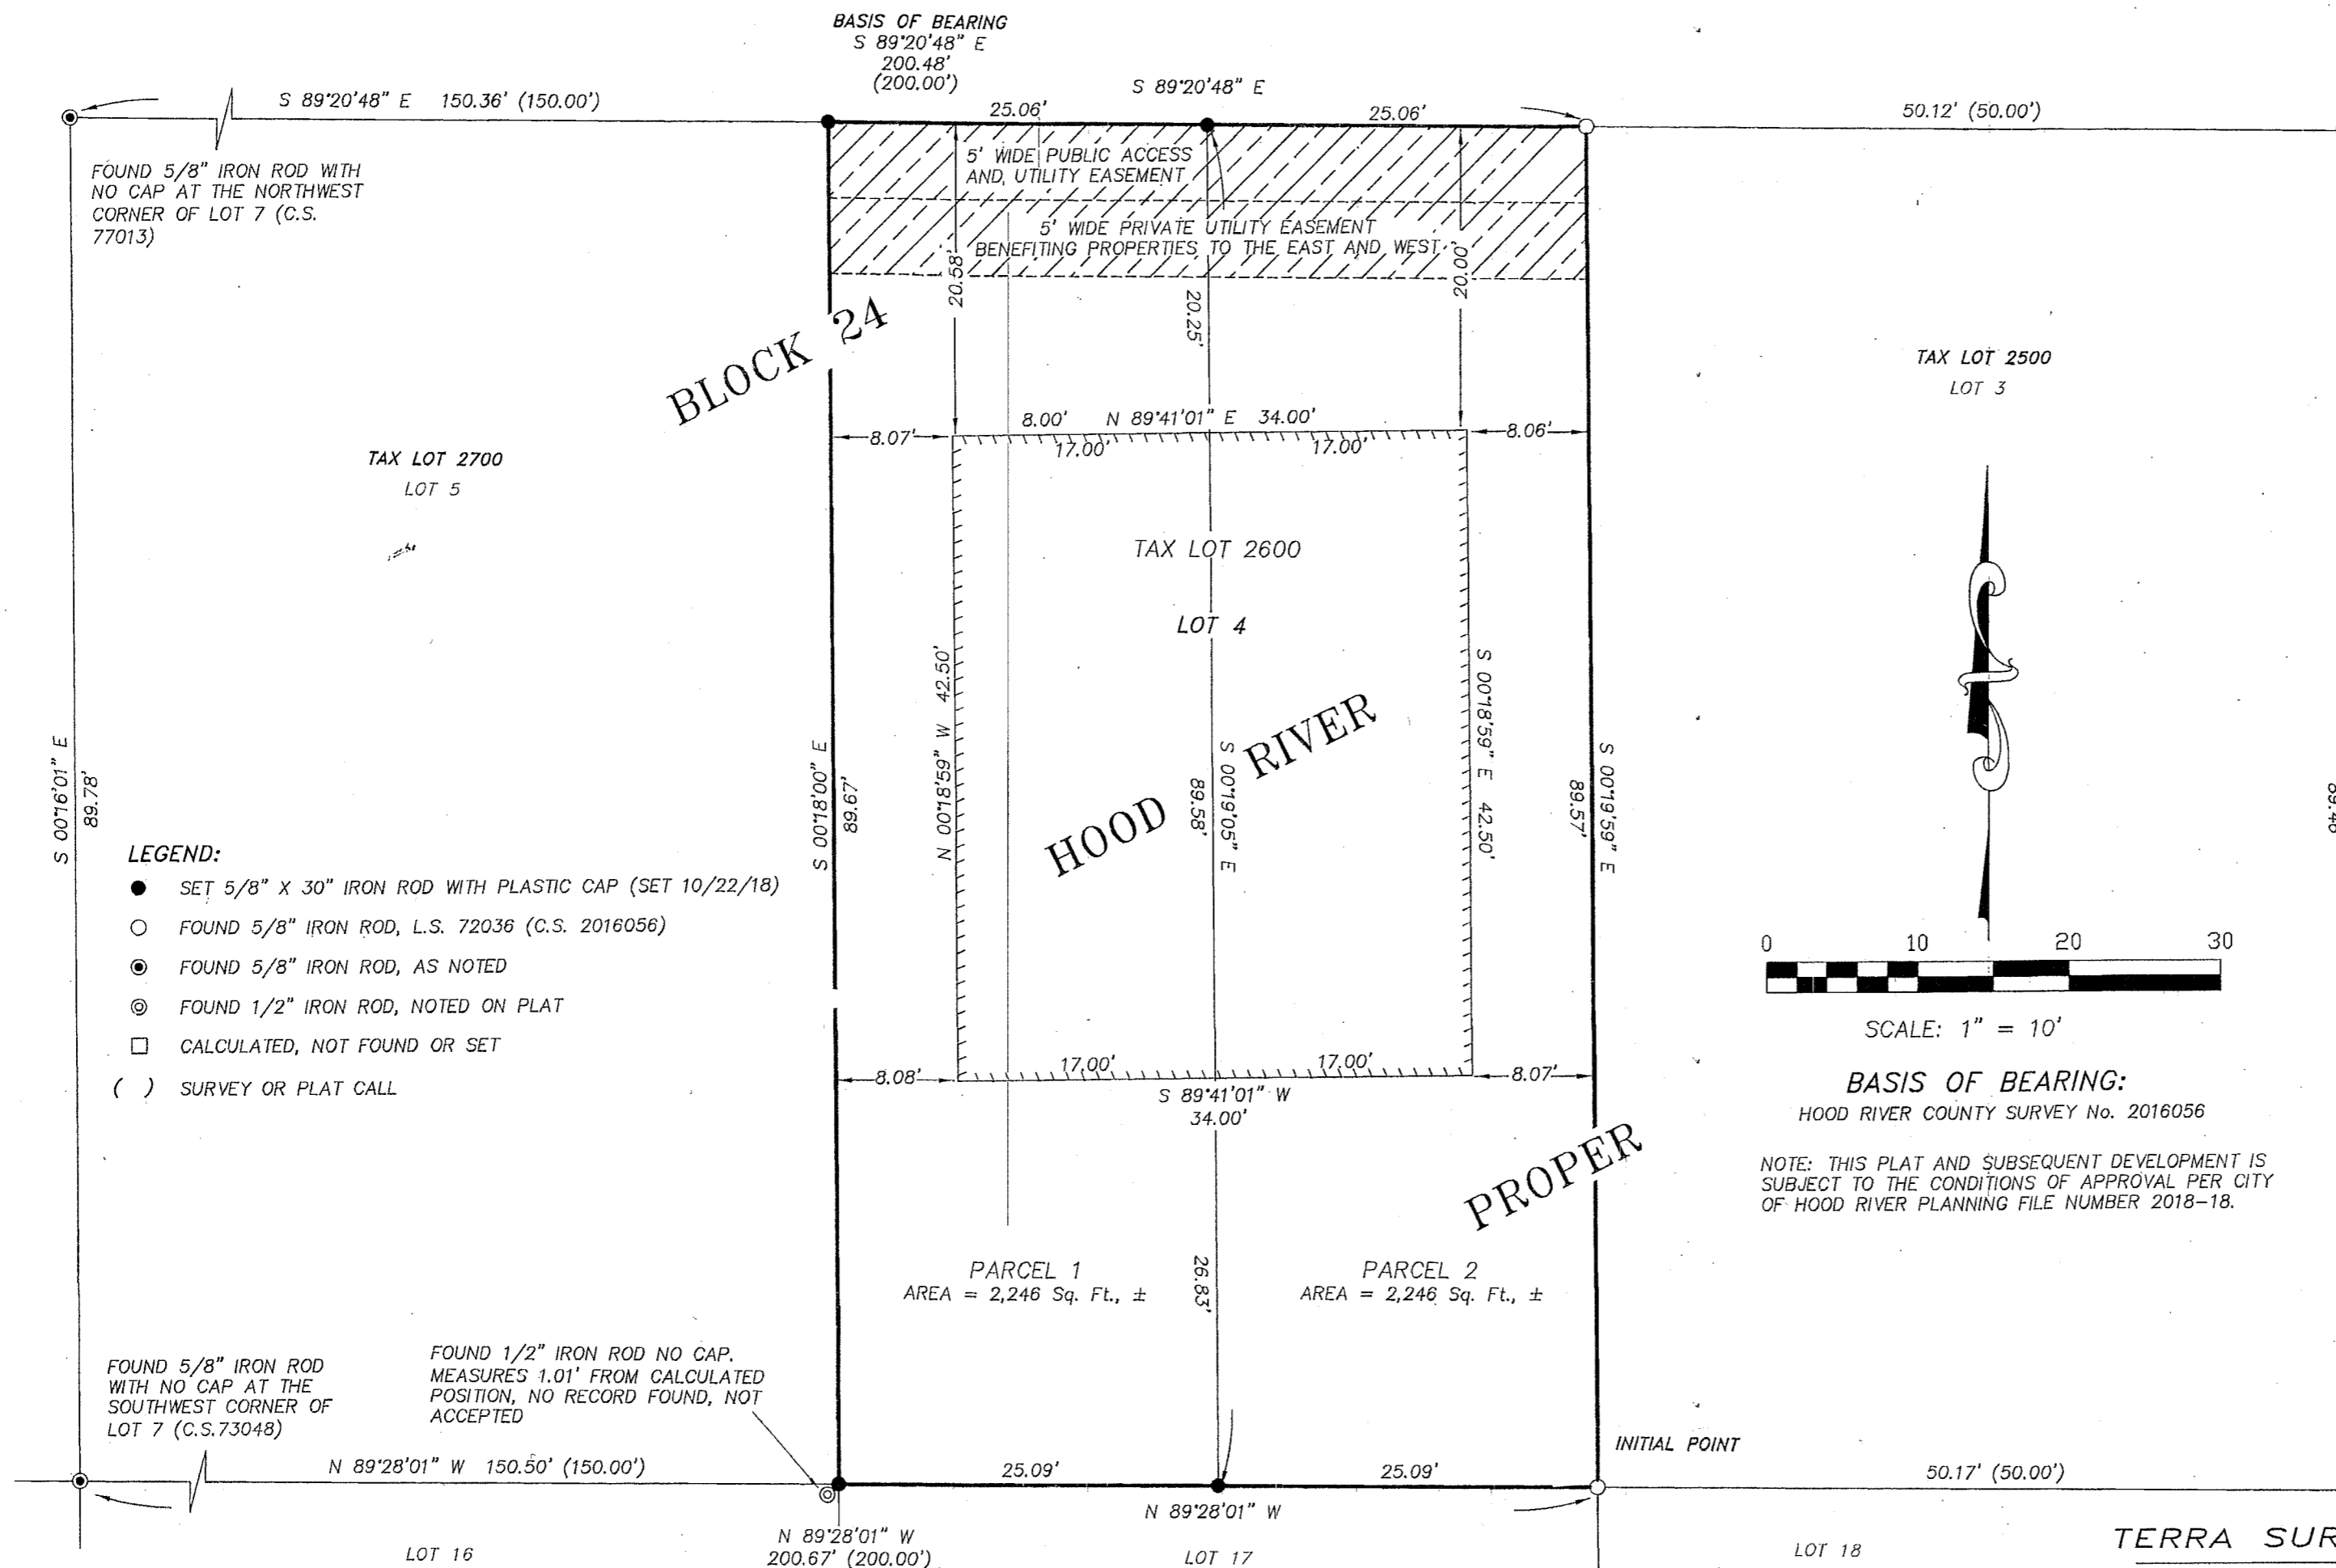 BASIS OF BEARING
S 89°20'48" E
200.48'
(200.00')
S 89°20'48" E 150.36' (150.00')
S 89°20'48" E
25.06'
25.06'
50.12' (50.00')
FOUND 5/8" IRON ROD WITH
NO CAP AT THE NORTHWEST
CORNER OF LOT 7 (C.S.
77013)
5' WIDE PUBLIC ACCESS
AND UTILITY EASEMENT
5' WIDE PRIVATE UTILITY EASEMENT
BENEFITING PROPERTIES TO THE EAST AND WEST
20.58'
20.25'
20.00'
BLOCK 24
TAX LOT 2500
LOT 3
8.00' N 89°41'01" E 34.00'
8.07'
17.00'
17.00'
8.06'
TAX LOT 2700
LOT 5
TAX LOT 2600
LOT 4
S 00°16'01" E
89.78'
S 00°18'00" E
89.67'
N 00°18'59" W 42.50'
HOOD RIVER
89.58'
S 00°19'05" E
S 00°18'59" E 42.50'
89.57'
S 00°19'59" E
89.46'
LEGEND:
SET 5/8" X 30" IRON ROD WITH PLASTIC CAP (SET 10/22/18)
FOUND 5/8" IRON ROD, L.S. 72036 (C.S. 2016056)
FOUND 5/8" IRON ROD, AS NOTED
FOUND 1/2" IRON ROD, NOTED ON PLAT
CALCULATED, NOT FOUND OR SET
( ) SURVEY OR PLAT CALL
0 10 20 30
SCALE: 1" = 10'
BASIS OF BEARING:
HOOD RIVER COUNTY SURVEY No. 2016056
NOTE: THIS PLAT AND SUBSEQUENT DEVELOPMENT IS
SUBJECT TO THE CONDITIONS OF APPROVAL PER CITY
OF HOOD RIVER PLANNING FILE NUMBER 2018-18.
8.08'
17.00'
17.00'
8.07'
S 89°41'01" W
34.00'
PROPER
PARCEL 1
AREA = 2,246 Sq. Ft., ±
26.83'
PARCEL 2
AREA = 2,246 Sq. Ft., ±
FOUND 5/8" IRON ROD
WITH NO CAP AT THE
SOUTHWEST CORNER OF
LOT 7 (C.S.73048)
FOUND 1/2" IRON ROD NO CAP.
MEASURES 1.01' FROM CALCULATED
POSITION, NO RECORD FOUND, NOT
ACCEPTED
INITIAL POINT
N 89°28'01" W 150.50' (150.00')
25.09'
25.09'
50.17' (50.00')
N 89°28'01" W
N 89°28'01" W
200.67' (200.00')
LOT 16
LOT 17
LOT 18
TERRA SUR